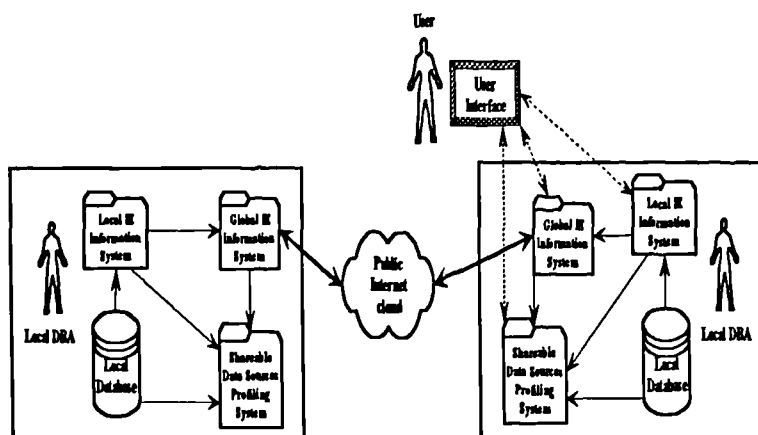 User
User
Interface
Local IK
Information
System
Global IK
Information
System
Local DBA
Local
Database
Shareable
Data Sources
Profiling
System
Public
Internet
cloud
Global IK
Information
System
Local IK
Information
System
Local DBA
Shareable
Data Sources
Profiling
System
Local
Database